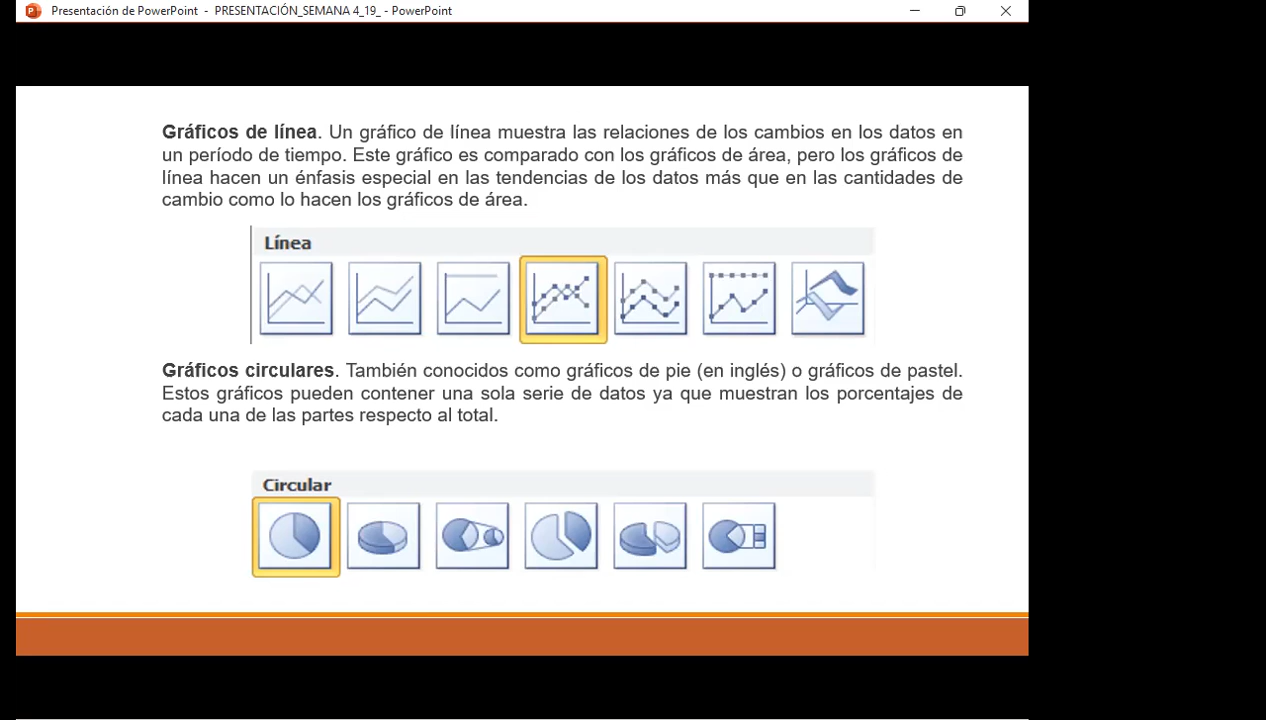 Presentación de PowerPoint - PRESENTACIÓN_SEMANA 4_19_ - PowerPoint
Gráficos de línea. Un gráfico de línea muestra las relaciones de los cambios en los datos en
un período de tiempo. Este gráfico es comparado con los gráficos de área, pero los gráficos de
línea hacen un énfasis especial en las tendencias de los datos más que en las cantidades de
cambio como lo hacen los gráficos de área.
Línea
Gráficos circulares. También conocidos como gráficos de pie (en inglés) o gráficos de pastel.
Estos gráficos pueden contener una sola serie de datos ya que muestran los porcentajes de
cada una de las partes respecto al total.
Circular